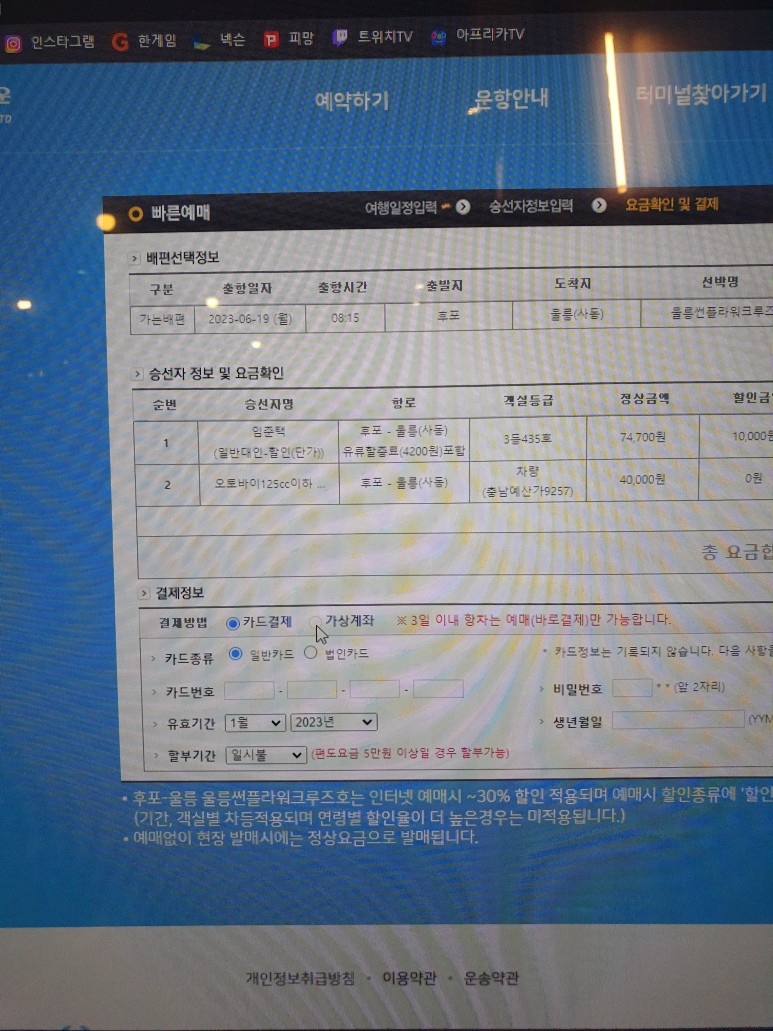 인스타그램 한게임 넥슨 피망 트위치TV 아프리카TV
운 예약하기 운항안내 터미널찾아가기
빠른예매 여행일정입력 승선자정보입력 요금확인 및 결제
배편선택정보
구분 출항일자 출항시간 출발지 도착지 선박명
가는배편 2023-06-19 (월) 08:15 후포 울릉(사동) 울릉썬플라워크루즈
승선자 정보 및 요금확인
순번 승선자명 항로 객실등급 정상금액 할인금
1 임준택 후포 - 울릉(사동) 3등435호 74,700원 10,000원
(일반대인-할인(단가)) 유류할증료(4200원)포함
2 오토바이125cc이하 ... 후포 - 울릉(사동) 차량 40,000원 0원
(충남예산가9257)
총 요금합
결제정보
결제방법 카드결제 가상계좌 ※ 3일 이내 항차는 예매(바로결제)만 가능합니다.
카드종류 일반카드 법인카드 * 카드정보는 기록되지 않습니다. 다음 사항을
카드번호 - - - 비밀번호 * * (앞 2자리)
유효기간 1월 2023년 생년월일 (YYM
할부기간 일시불 (편도요금 5만원 이상일 경우 할부가능)
• 후포-울릉 울릉썬플라워크루즈호는 인터넷 예매시 ~30% 할인 적용되며 예매시 할인종류에 '할인
(기간, 객실별 차등적용되며 연령별 할인율이 더 높은경우는 미적용됩니다.)
• 예매없이 현장 발매시에는 정상요금으로 발매됩니다.
개인정보취급방침 • 이용약관 • 운송약관